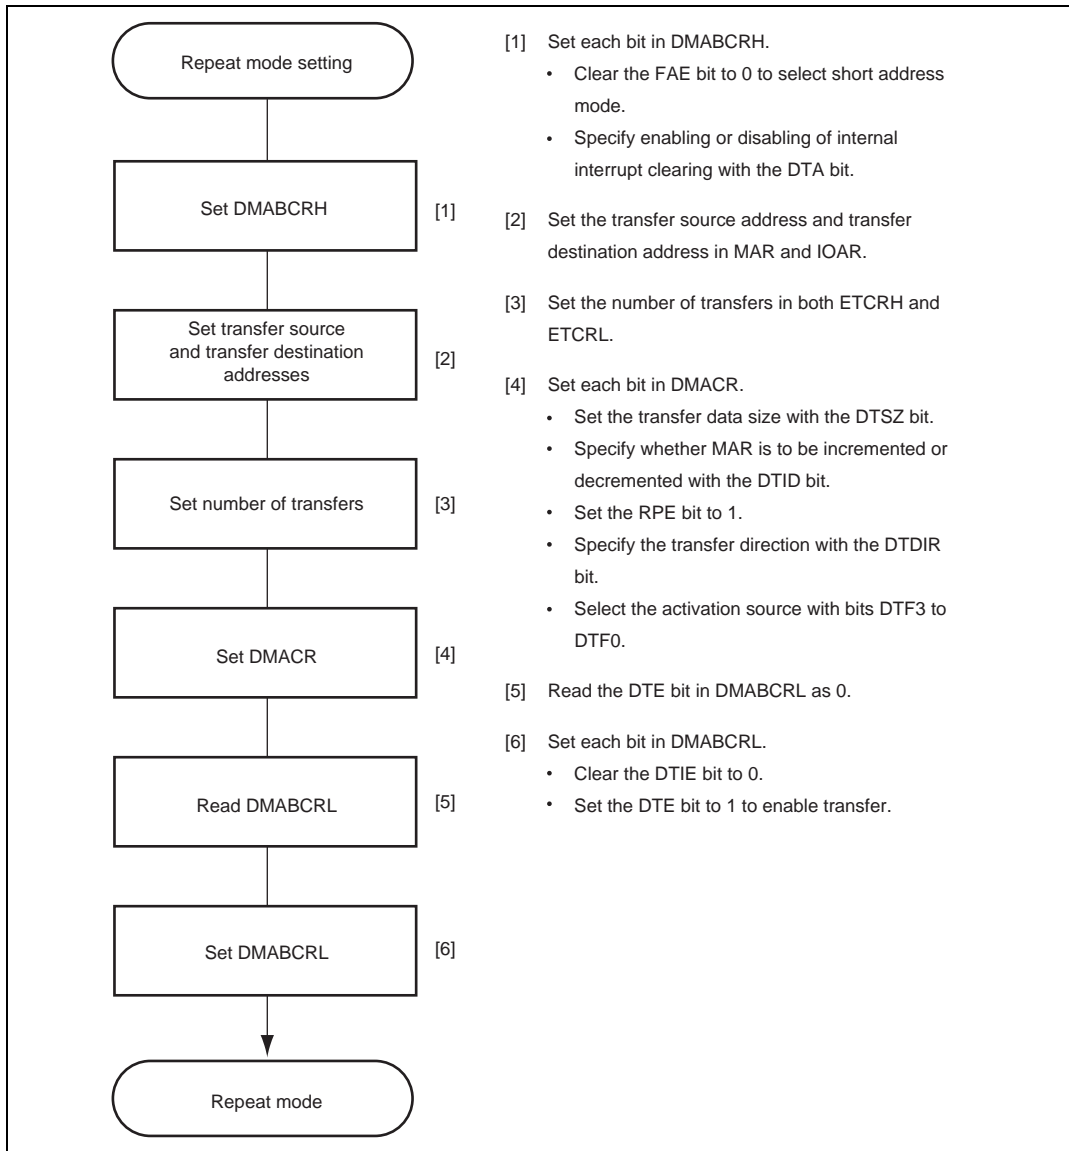 Repeat mode setting
Set DMABCRH [1]
Set transfer source
and transfer destination
addresses
[2]
Set number of transfers [3]
Set DMACR [4]
Read DMABCRL [5]
Set DMABCRL [6]
Repeat mode
[1] Set each bit in DMABCRH.
• Clear the FAE bit to 0 to select short address
mode.
• Specify enabling or disabling of internal
interrupt clearing with the DTA bit.
[2] Set the transfer source address and transfer
destination address in MAR and IOAR.
[3] Set the number of transfers in both ETCRH and
ETCRL.
[4] Set each bit in DMACR.
• Set the transfer data size with the DTSZ bit.
• Specify whether MAR is to be incremented or
decremented with the DTID bit.
• Set the RPE bit to 1.
• Specify the transfer direction with the DTDIR
bit.
• Select the activation source with bits DTF3 to
DTF0.
[5] Read the DTE bit in DMABCRL as 0.
[6] Set each bit in DMABCRL.
• Clear the DTIE bit to 0.
• Set the DTE bit to 1 to enable transfer.